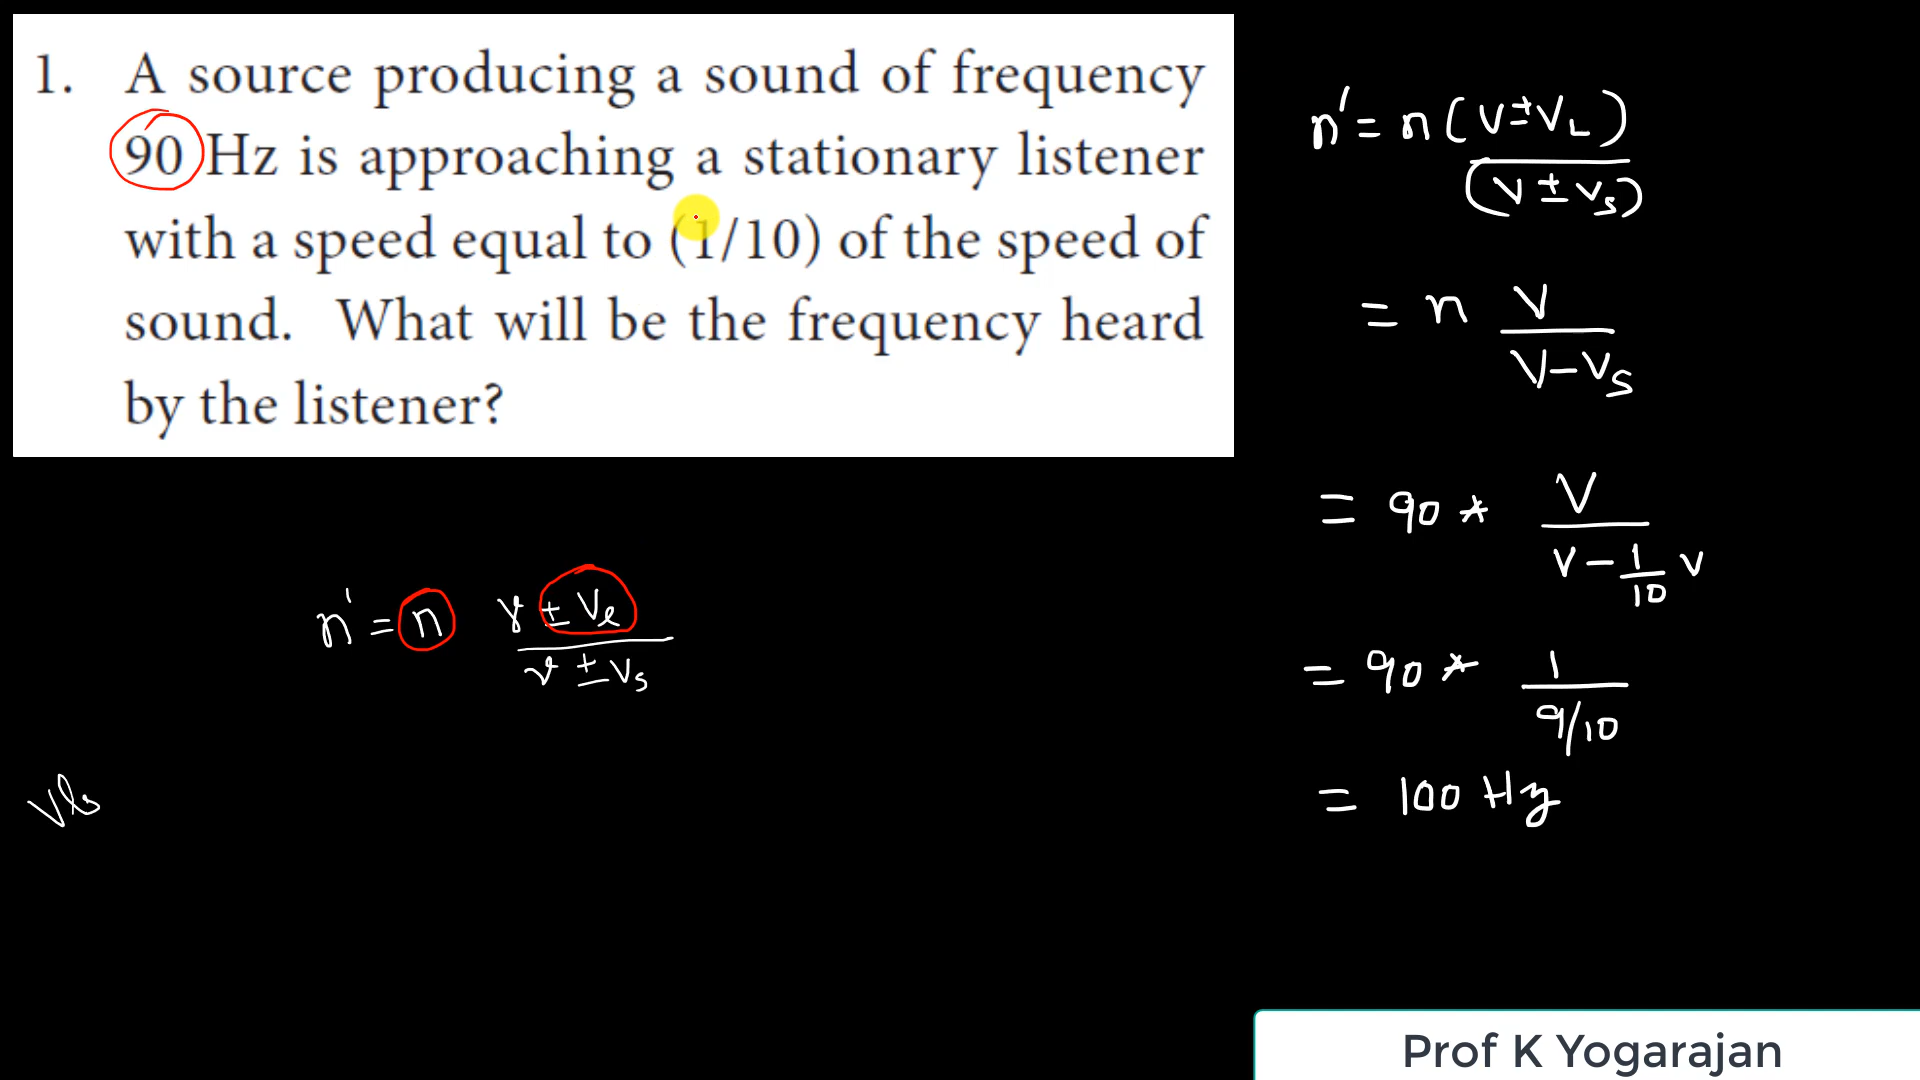 1. A source producing a sound of frequency
90 Hz is approaching a stationary listener
with a speed equal to (1/10) of the speed of
sound. What will be the frequency heard
by the listener?
n' = n v ± Vl
v ± Vs
Vls
n' = n (V ± VL)
(V ± Vs)
= n V
V - Vs
= 90 * V
V - 1/10 V
= 90 * 1
9/10
= 100 Hz
Prof K Yogarajan